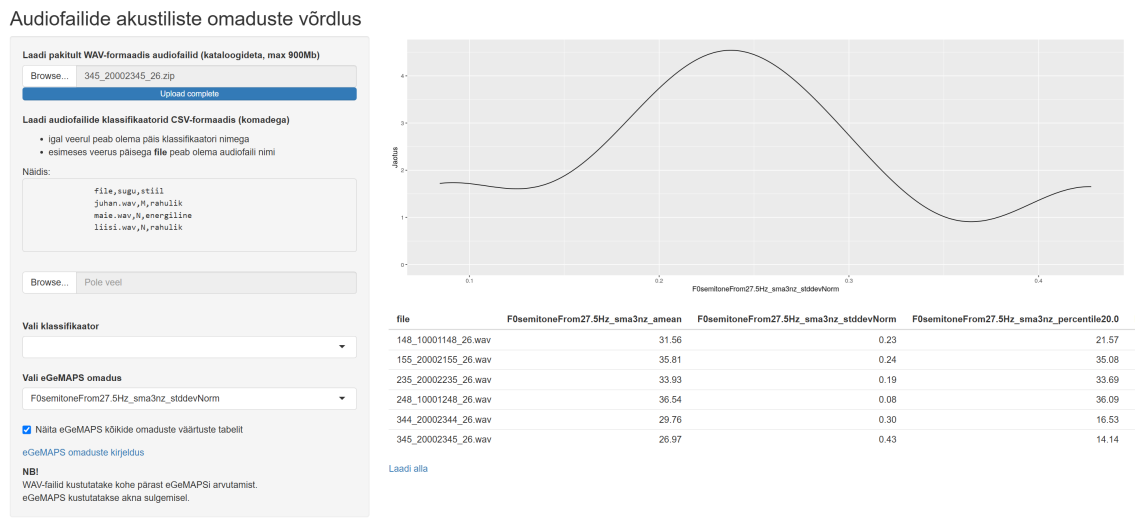 Audiofailide akustiliste omaduste võrdlus
Laadi pakitult WAV-formaadis audiofailid (kataloogideta, max 900Mb)
Browse... 345_20002345_26.zip
Upload complete
Laadi audiofailide klassifikaatorid CSV-formaadis (komadega)
• igal veerul peab olema päis klassifikaatori nimega
• esimeses veerus päisega file peab olema audiofaili nimi
Näidis:
file,sugu,stiil
juhan.wav,M,rahulik
maie.wav,N,energiline
liisi.wav,N,rahulik
Browse... Pole veel
Vali klassifikaator
Vali eGeMAPS omadus
F0semitoneFrom27.5Hz_sma3nz_stddevNorm
Näita eGeMAPS kõikide omaduste väärtuste tabelit
eGeMAPS omaduste kirjeldus
NB!
WAV-failid kustutatake kohe pärast eGeMAPSi arvutamist.
eGeMAPS kustutatakse akna sulgemisel.
Jaotus
4
3
2
1
0
0.1 0.2 0.3 0.4
F0semitoneFrom27.5Hz_sma3nz_stddevNorm
file F0semitoneFrom27.5Hz_sma3nz_amean F0semitoneFrom27.5Hz_sma3nz_stddevNorm F0semitoneFrom27.5Hz_sma3nz_percentile20.0
148_10001148_26.wav 31.56 0.23 21.57
155_20002155_26.wav 35.81 0.24 35.08
235_20002235_26.wav 33.93 0.19 33.69
248_10001248_26.wav 36.54 0.08 36.09
344_20002344_26.wav 29.76 0.30 16.53
345_20002345_26.wav 26.97 0.43 14.14
Laadi alla